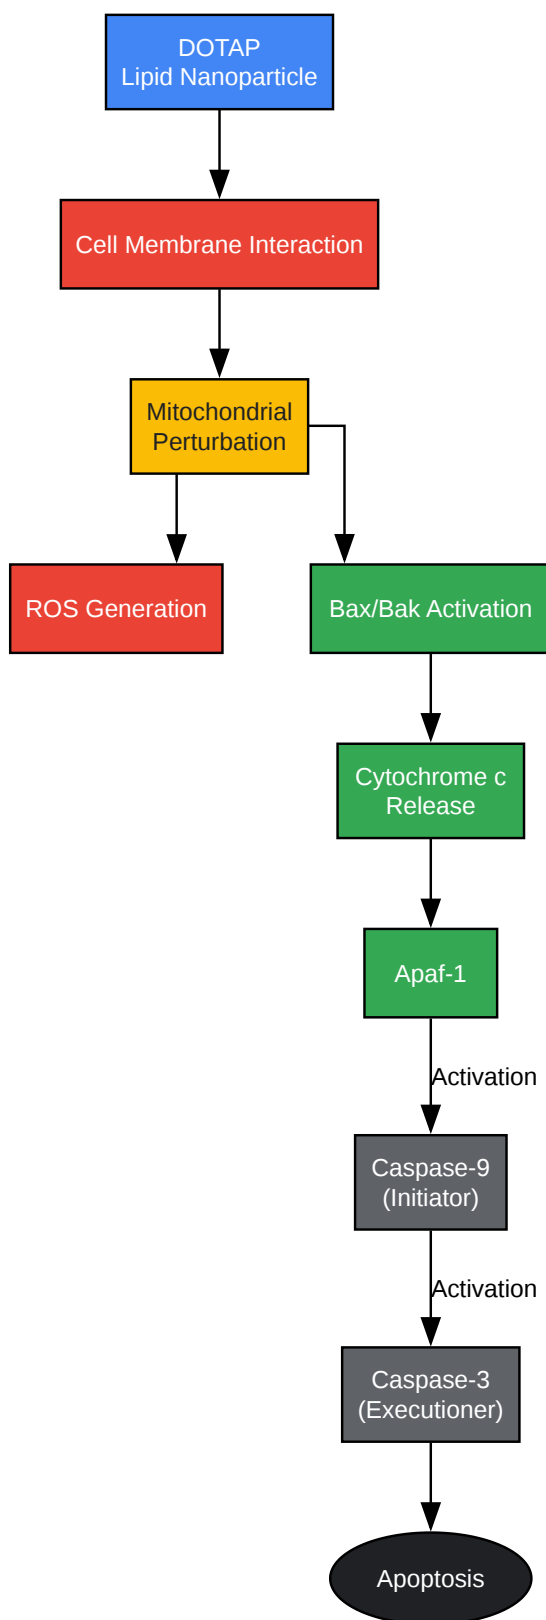 DOTAP
Lipid Nanoparticle
Cell Membrane Interaction
Mitochondrial
Perturbation
ROS Generation
Bax/Bak Activation
Cytochrome c
Release
Apaf-1
Activation
Caspase-9
(Initiator)
Activation
Caspase-3
(Executioner)
Apoptosis